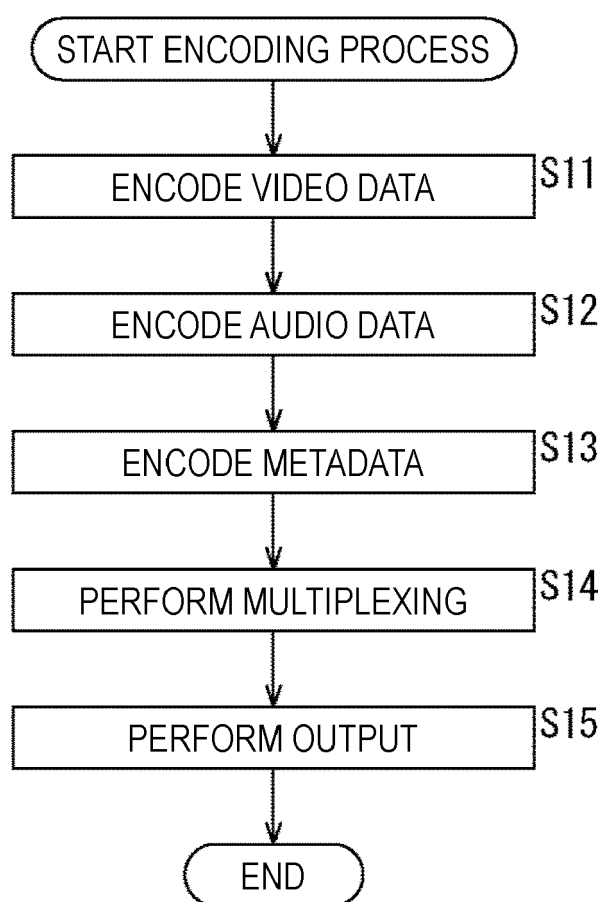 START ENCODING PROCESS
ENCODE VIDEO DATA
S11
ENCODE AUDIO DATA
S12
ENCODE METADATA
S13
PERFORM MULTIPLEXING
S14
PERFORM OUTPUT
S15
END